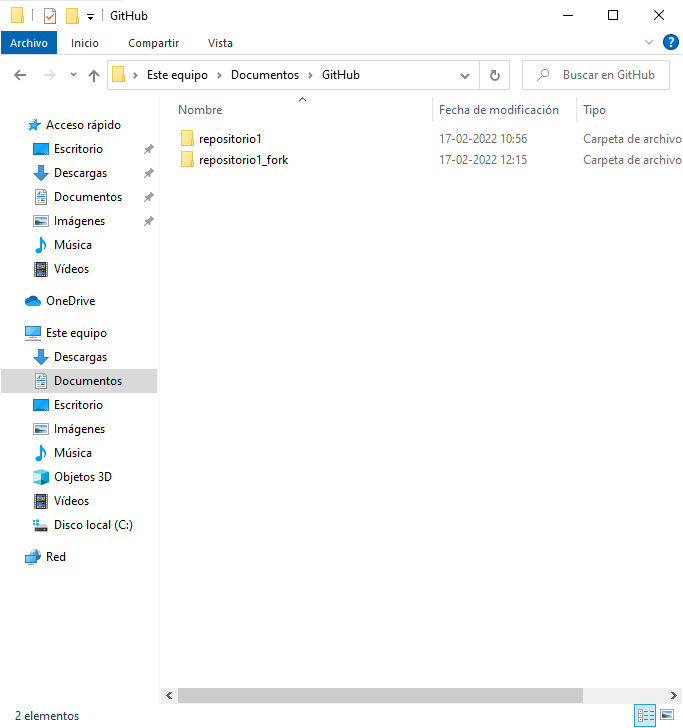 GitHub
Archivo Inicio Compartir Vista
Este equipo Documentos GitHub Buscar en GitHub
Nombre Fecha de modificación Tipo
repositorio1 17-02-2022 10:56 Carpeta de archivo
repositorio1_fork 17-02-2022 12:15 Carpeta de archivo
Acceso rápido
Escritorio
Descargas
Documentos
Imágenes
Música
Vídeos
OneDrive
Este equipo
Descargas
Documentos
Escritorio
Imágenes
Música
Objetos 3D
Vídeos
Disco local (C:)
Red
2 elementos